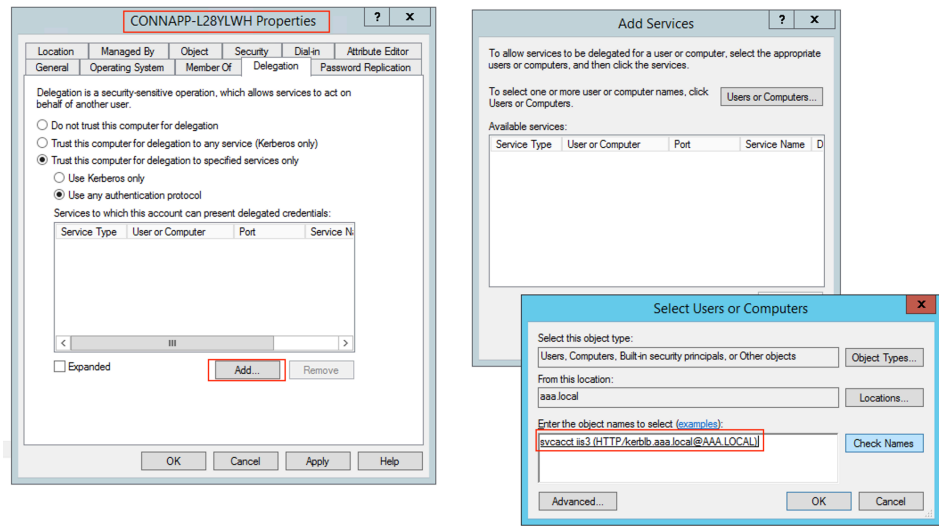 CONNAPP-L28YLWH Properties
? x
Location Managed By Object Security Dial-in Attribute Editor
General Operating System Member Of Delegation Password Replication
Delegation is a security-sensitive operation, which allows services to act on
behalf of another user.
Do not trust this computer for delegation
Trust this computer for delegation to any service (Kerberos only)
Trust this computer for delegation to specified services only
Use Kerberos only
Use any authentication protocol
Services to which this account can present delegated credentials:
Service Type User or Computer Port Service Na
Expanded
Add... Remove
OK Cancel Apply Help
Add Services
? x
To allow services to be delegated for a user or computer, select the appropriate
users or computers, and then click the services.
To select one or more user or computer names, click
Users or Computers.
Users or Computers...
Available services:
Service Type User or Computer Port Service Name D
Select Users or Computers
x
Select this object type:
Users, Computers, Built-in security principals, or Other objects
Object Types...
From this location:
aaa.local
Locations...
Enter the object names to select (examples):
svcacct iis3 (HTTP/kerblb.aaa.local@AAA.LOCAL)
Check Names
Advanced... OK Cancel